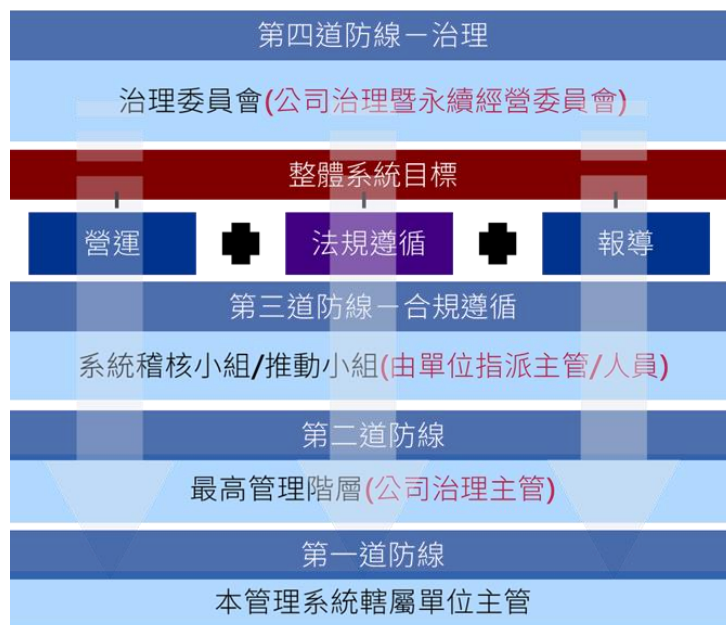 第四道防線－治理
治理委員會(公司治理暨永續經營委員會)
整體系統目標
營運
法規遵循
報導
第三道防線－合規遵循
系統稽核小組/推動小組(由單位指派主管/人員)
第二道防線
最高管理階層(公司治理主管)
第一道防線
本管理系統轄屬單位主管